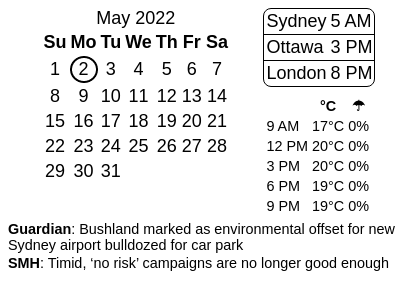 May 2022
Su Mo Tu We Th Fr Sa
1 2 3 4 5 6 7
8 9 10 11 12 13 14
15 16 17 18 19 20 21
22 23 24 25 26 27 28
29 30 31
Sydney 5 AM
Ottawa 3 PM
London 8 PM
°C ☂
9 AM 17°C 0%
12 PM 20°C 0%
3 PM 20°C 0%
6 PM 19°C 0%
9 PM 19°C 0%
Guardian: Bushland marked as environmental offset for new
Sydney airport bulldozed for car park
SMH: Timid, ‘no risk’ campaigns are no longer good enough